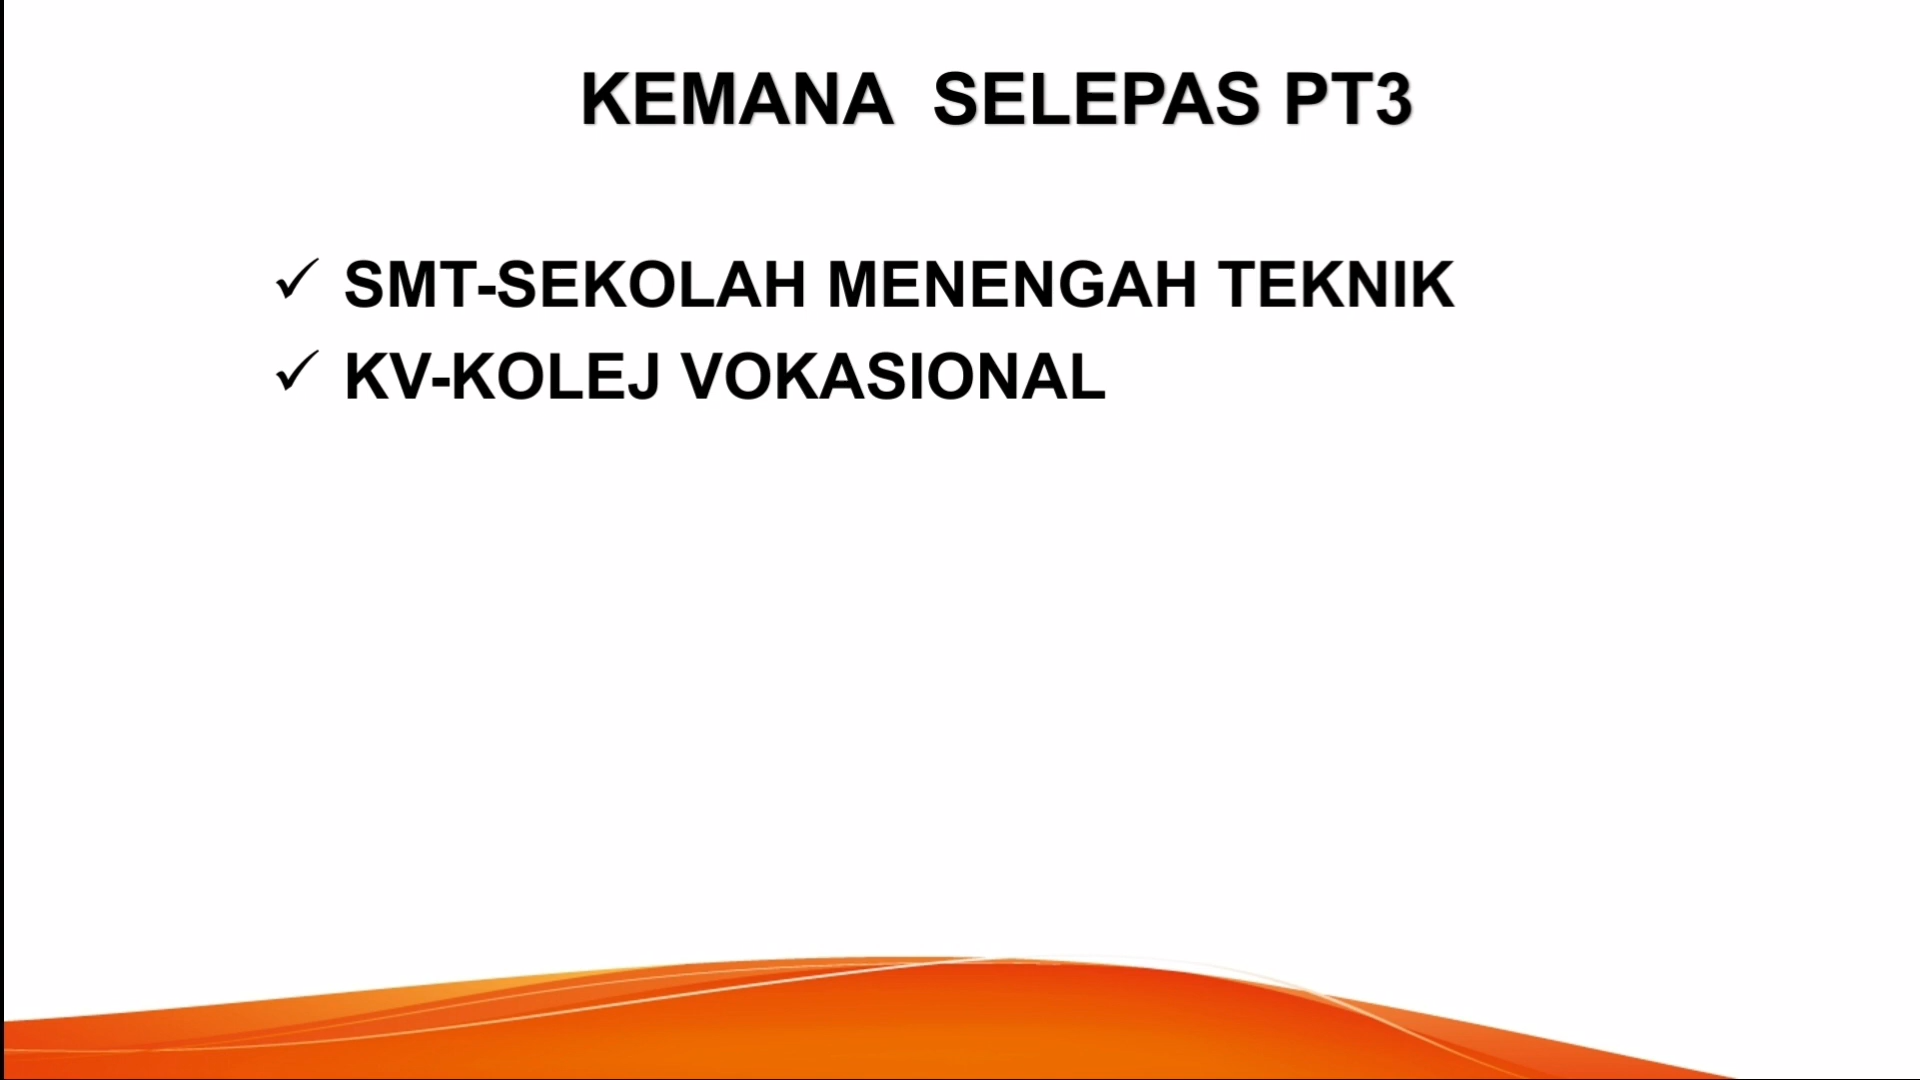 KEMANA  SELEPAS PT3
✓ SMT-SEKOLAH MENENGAH TEKNIK
✓ KV-KOLEJ VOKASIONAL